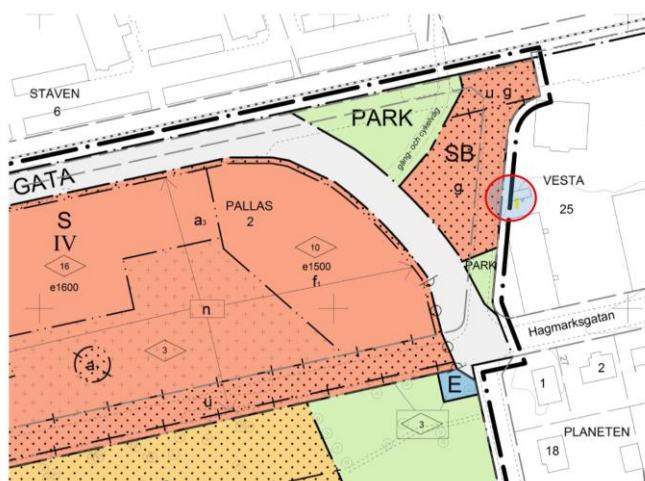 STAVEN
6
PARK
gång- och cykelväg
u g
SB
g
VESTA
25
GATA
S
IV
16
e1600
a₃
PALLAS
2
10
e1500
f₁
PARK
n
Hagmarksgatan
3
a
E
1
2
27
u
3
PLANETEN
18